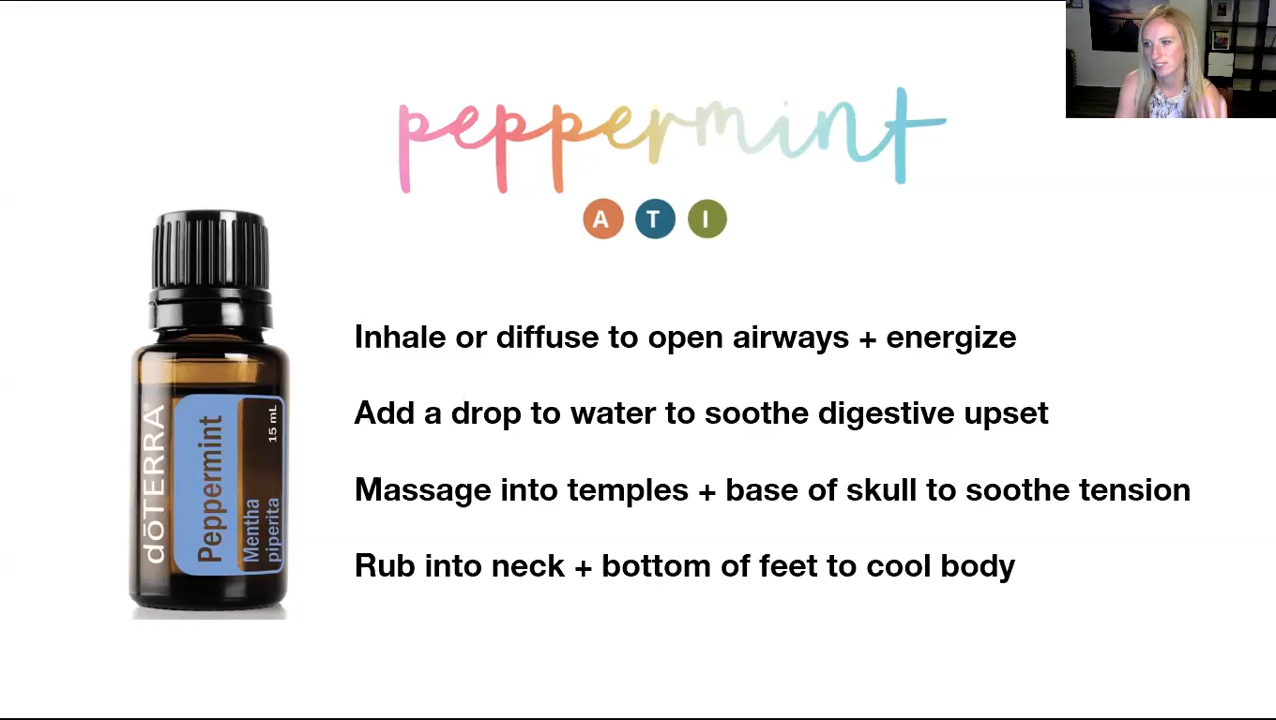 peppermint
A T I
Inhale or diffuse to open airways + energize
Add a drop to water to soothe digestive upset
Massage into temples + base of skull to soothe tension
Rub into neck + bottom of feet to cool body
dōTERRA®
Peppermint
Mentha
piperita
15 mL